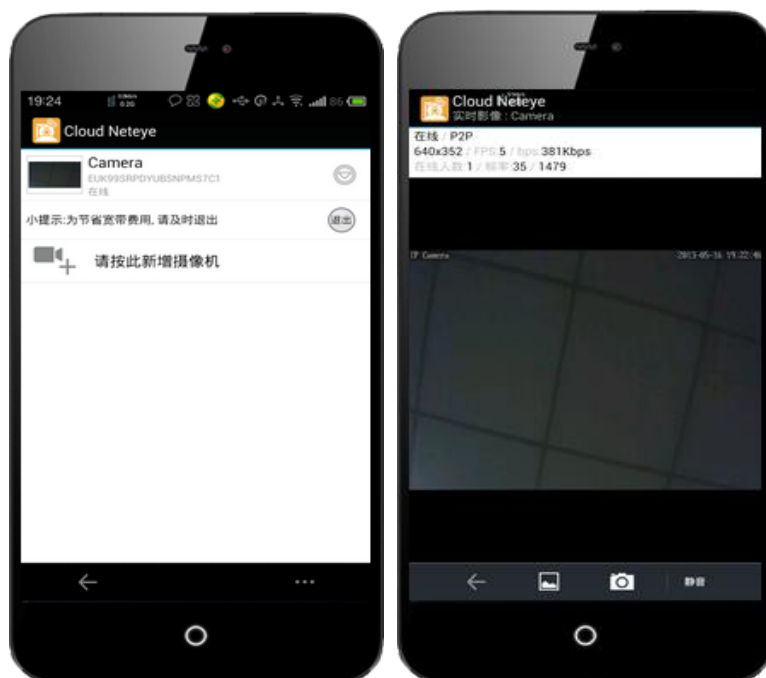 19:24
86
Cloud Neteye
Camera
EUK99SRPDYUBSNPMS7C1
在线
小提示:为节省宽带费用, 请及时退出
退出
请按此新增摄像机
Cloud Neteye
实时影像 : Camera
在线 / P2P
640x352 / FPS:5 / bps:381Kbps
在线人数:1 / 帧率:35 / 1479
IP Camera
2013-05-16 19:22:46
静音